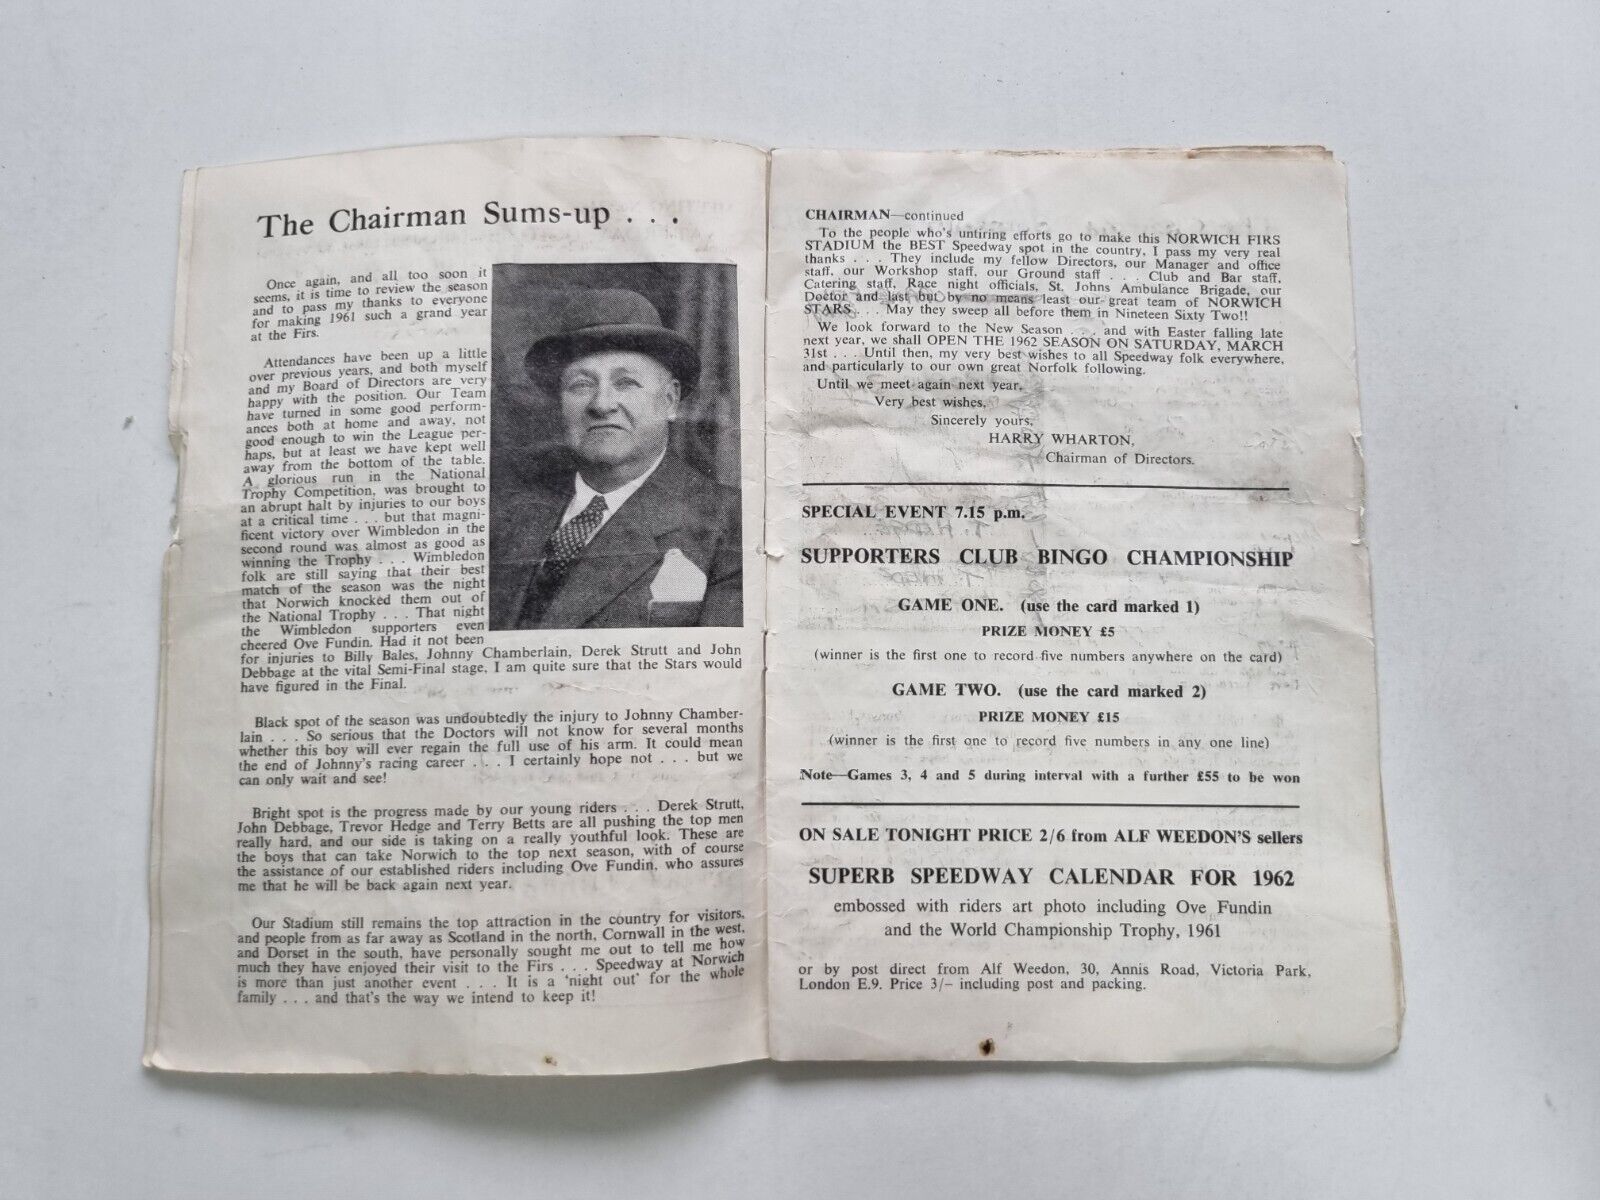 The Chairman Sums-up . . .
Once again, and all too soon it
seems, it is time to review the season
and to pass my thanks to everyone
for making 1961 such a grand year
at the Firs.
Attendances have been up a little
over previous years, and both myself
and my Board of Directors are very
happy with the position. Our Team
have turned in some good perform-
ances both at home and away, not
good enough to win the League per-
haps, but at least we have kept well
away from the bottom of the table.
A glorious run in the National
Trophy Competition, was brought to
an abrupt halt by injuries to our boys
at a critical time . . . but that magni-
ficent victory over Wimbledon in the
second round was almost as good as
winning the Trophy . . . Wimbledon
folk are still saying that their best
match of the season was the night
that Norwich knocked them out of
the National Trophy . . . That night
the Wimbledon supporters even
cheered Ove Fundin. Had it not been
for injuries to Billy Bales, Johnny Chamberlain, Derek Strutt and John
Debbage at the vital Semi-Final stage, I am quite sure that the Stars would
have figured in the Final.
Black spot of the season was undoubtedly the injury to Johnny Chamber-
lain . . . So serious that the Doctors will not know for several months
whether this boy will ever regain the full use of his arm. It could mean
the end of Johnny's racing career . . . I certainly hope not . . . but we
can only wait and see!
Bright spot is the progress made by our young riders . . . Derek Strutt,
John Debbage, Trevor Hedge and Terry Betts are all pushing the top men
really hard, and our side is taking on a really youthful look. These are
the boys that can take Norwich to the top next season, with of course
the assistance of our established riders including Ove Fundin, who assures
me that he will be back again next year.
Our Stadium still remains the top attraction in the country for visitors,
and people from as far away as Scotland in the north, Cornwall in the west,
and Dorset in the south, have personally sought me out to tell me how
much they have enjoyed their visit to the Firs . . . Speedway at Norwich
is more than just another event . . . It is a 'night out' for the whole
family . . . and that's the way we intend to keep it!
CHAIRMAN—continued
To the people who's untiring efforts go to make this NORWICH FIRS
STADIUM the BEST Speedway spot in the country, I pass my very real
thanks . . . They include my fellow Directors, our Manager and office
staff, our Workshop staff, our Ground staff . . . Club and Bar staff,
Catering staff, Race night officials, St. Johns Ambulance Brigade, our
Doctor and last but by no means least our great team of NORWICH
STARS . . . May they sweep all before them in Nineteen Sixty Two!!
We look forward to the New Season . . . and with Easter falling late
next year, we shall OPEN THE 1962 SEASON ON SATURDAY, MARCH
31st . . . Until then, my very best wishes to all Speedway folk everywhere,
and particularly to our own great Norfolk following.
Until we meet again next year,
Very best wishes,
Sincerely yours,
HARRY WHARTON,
Chairman of Directors.
SPECIAL EVENT 7.15 p.m.
SUPPORTERS CLUB BINGO CHAMPIONSHIP
GAME ONE. (use the card marked 1)
PRIZE MONEY £5
(winner is the first one to record five numbers anywhere on the card)
GAME TWO. (use the card marked 2)
PRIZE MONEY £15
(winner is the first one to record five numbers in any one line)
Note—Games 3, 4 and 5 during interval with a further £55 to be won
ON SALE TONIGHT PRICE 2/6 from ALF WEEDON'S sellers
SUPERB SPEEDWAY CALENDAR FOR 1962
embossed with riders art photo including Ove Fundin
and the World Championship Trophy, 1961
or by post direct from Alf Weedon, 30, Annis Road, Victoria Park,
London E.9. Price 3/- including post and packing.